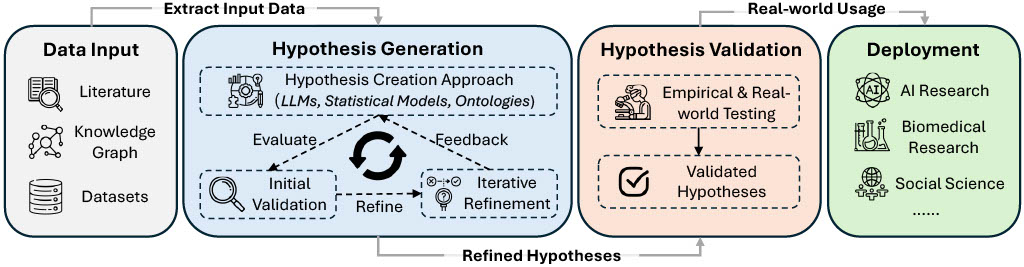 Extract Input Data
Real-world Usage
Data Input
Literature
Knowledge
Graph
Datasets
Hypothesis Generation
Hypothesis Creation Approach
(LLMs, Statistical Models, Ontologies)
Evaluate
Feedback
Initial
Validation
Refine
Iterative
Refinement
Hypothesis Validation
Empirical & Real-
world Testing
Validated
Hypotheses
Deployment
AI
AI Research
Biomedical
Research
Social Science
......
Refined Hypotheses